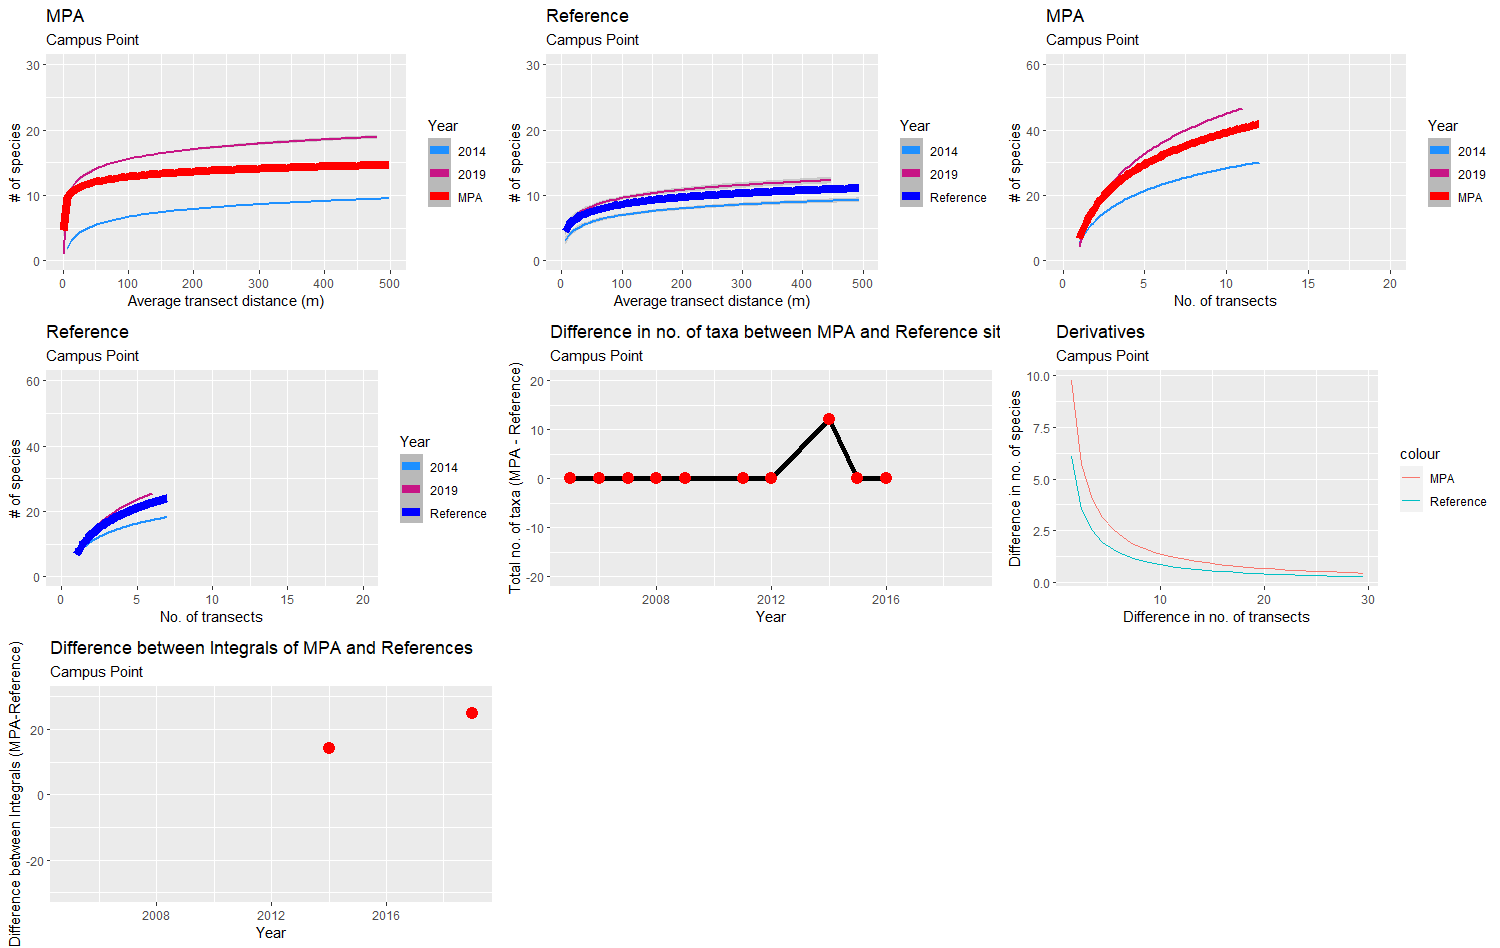 MPA
Campus Point
# of species
30
20
10
0
0 100 200 300 400 500
Average transect distance (m)
Year
2014
2019
MPA
Reference
Campus Point
# of species
30
20
10
0
0 100 200 300 400 500
Average transect distance (m)
Year
2014
2019
Reference
MPA
Campus Point
# of species
60
40
20
0
0 5 10 15 20
No. of transects
Year
2014
2019
MPA
Reference
Campus Point
# of species
60
40
20
0
0 5 10 15 20
No. of transects
Year
2014
2019
Reference
Difference in no. of taxa between MPA and Reference sit
Campus Point
Total no. of taxa (MPA - Reference)
20
10
0
-10
-20
2008 2012 2016
Year
Derivatives
Campus Point
Difference in no. of species
10.0
7.5
5.0
2.5
0.0
10 20 30
Difference in no. of transects
colour
MPA
Reference
Difference between Integrals of MPA and References
Campus Point
Difference between Integrals (MPA-Reference)
20
0
-20
2008 2012 2016
Year